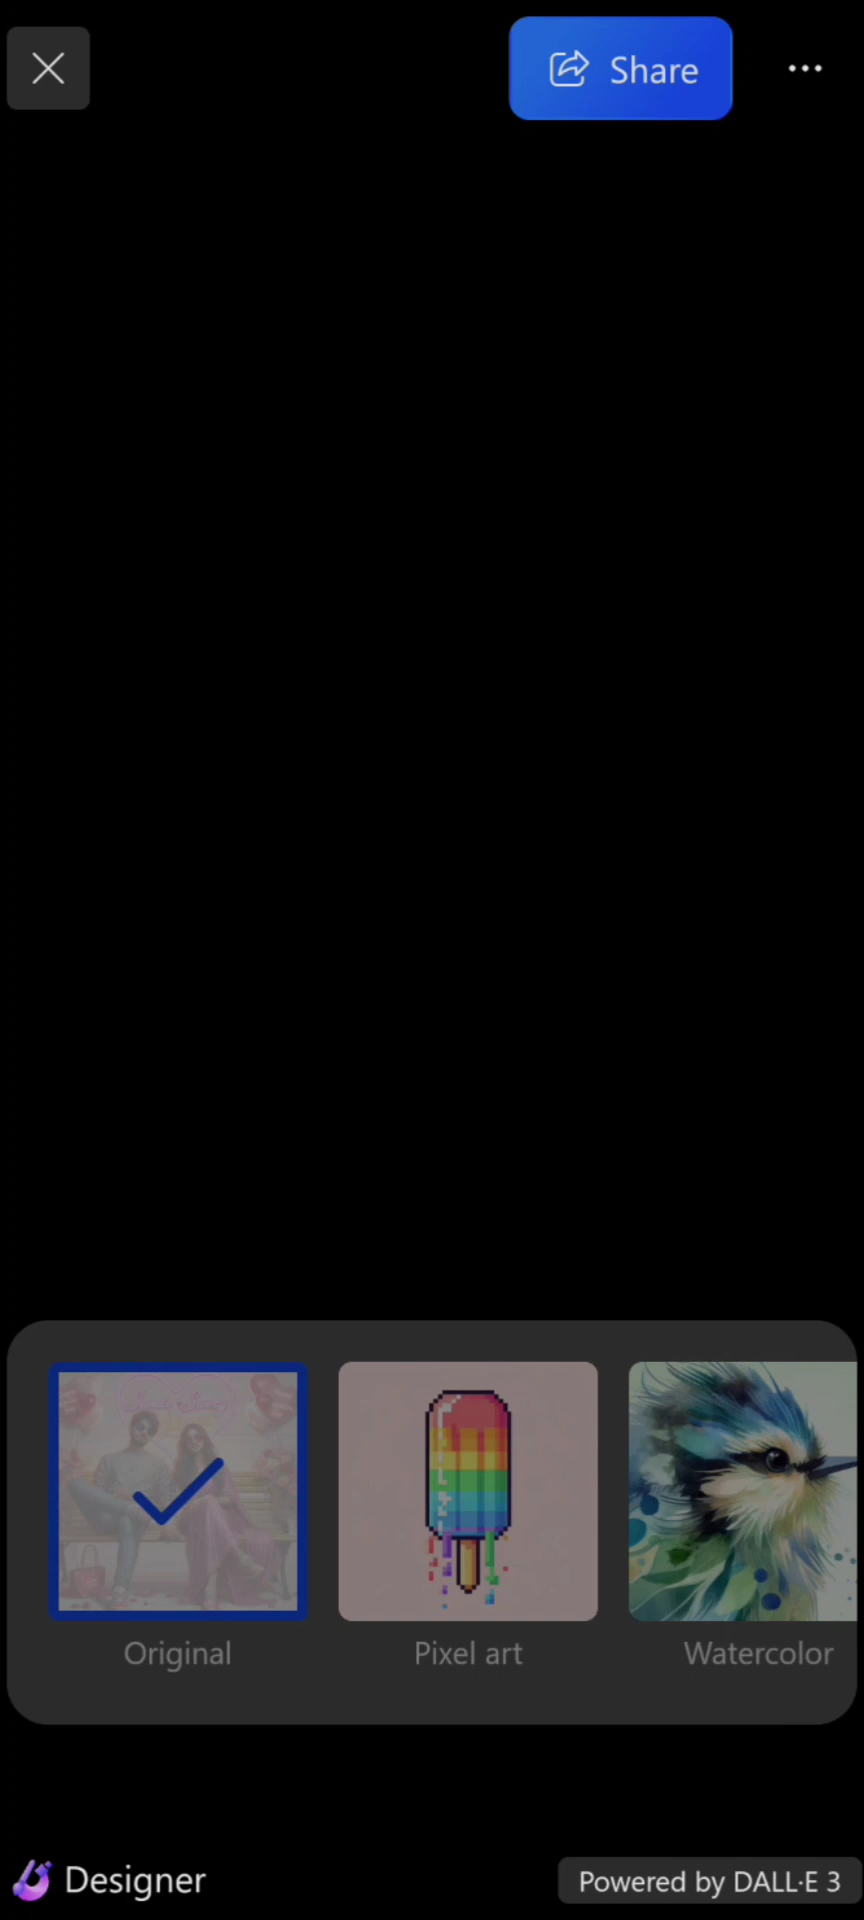 Share
Original
Pixel art
Watercolor
Designer
Powered by DALL·E 3